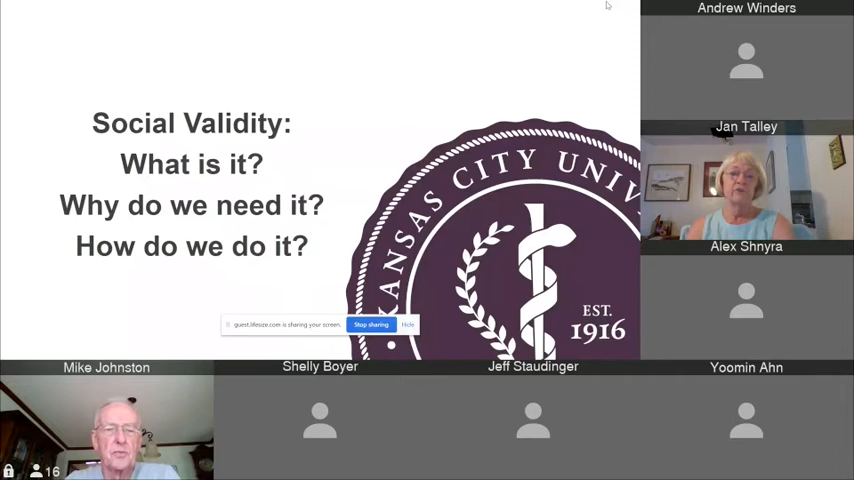 Andrew Winders
Social Validity:
What is it?
Why do we need it?
How do we do it?
KANSAS CITY UNIV
EST.
1916
Jan Talley
Alex Shnyra
guest.lifesize.com is sharing your screen.
Stop sharing
Hide
Mike Johnston
Shelly Boyer
Jeff Staudinger
Yoomin Ahn
16